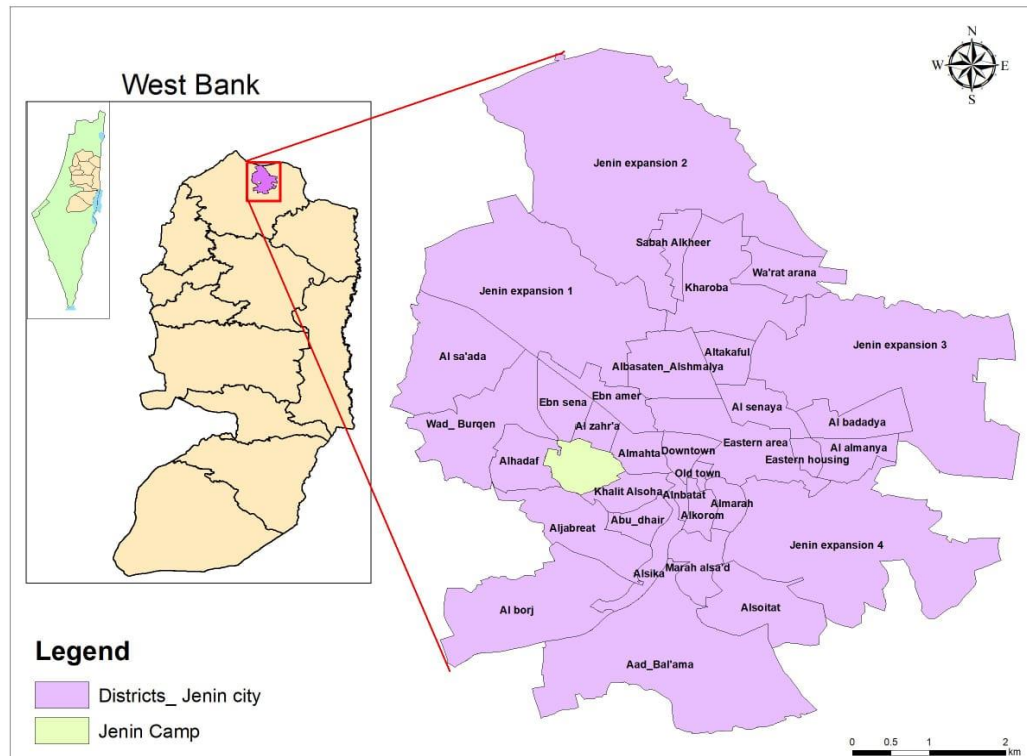 West Bank
N
W E
S
Jenin expansion 2
Sabah Alkheer
Wa'rat arana
Kharoba
Jenin expansion 1
Jenin expansion 3
Altakaful
Al sa'ada
Albasaten_Alshmalya
Ebn amer
Ebn sena
Al senaya
Al badadya
Wad_ Burqen
Al zahr'a
Eastern area
Al almanya
Almahta
Downtown
Alhadaf
Eastern housing
Old town
Khalit Alsoha
Alnbatat
Almarah
Abu_dhair
Alkorom
Aljabreat
Jenin expansion 4
Marah alsa'd
Alsika
Al borj
Alsoitat
Aad_Bal'ama
Legend
Districts_ Jenin city
Jenin Camp
0 0.5 1 2
km